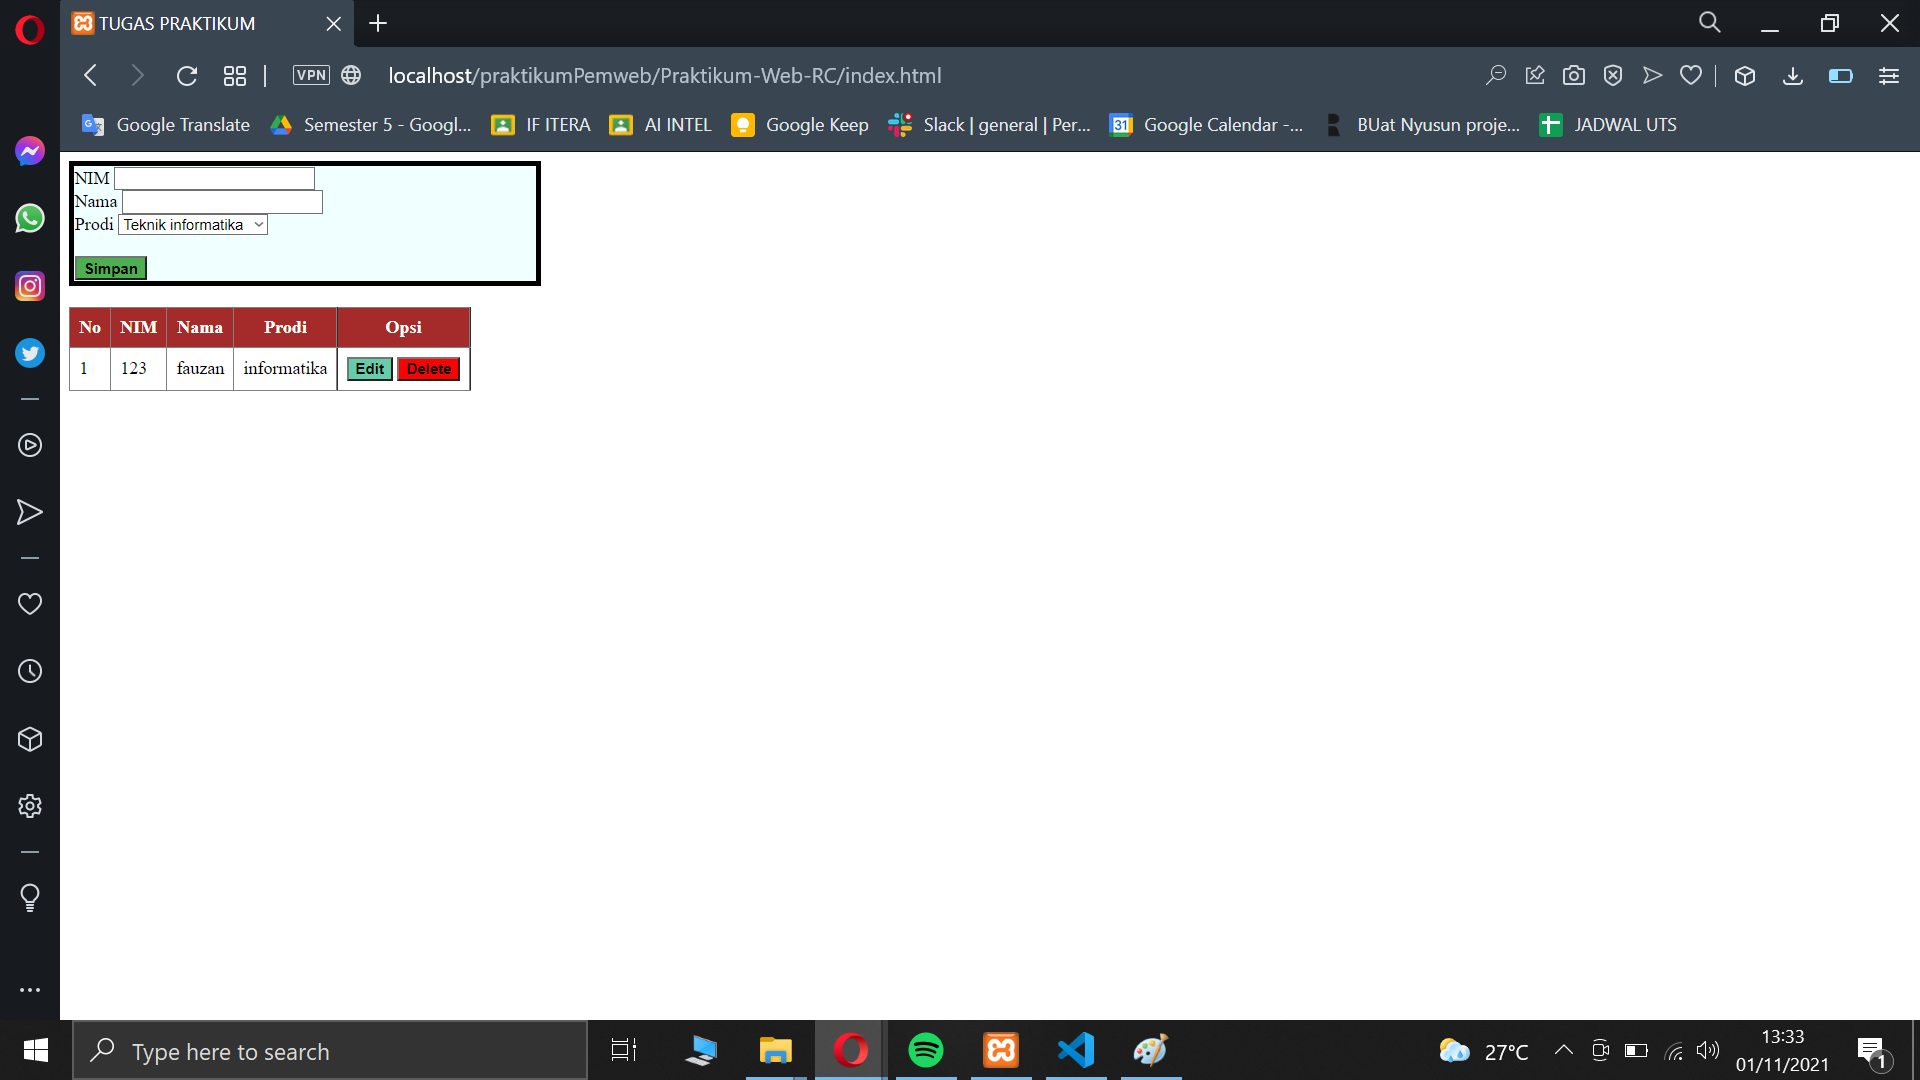 TUGAS PRAKTIKUM
VPN
localhost/praktikumPemweb/Praktikum-Web-RC/index.html
Google Translate
Semester 5 - Googl...
IF ITERA
AI INTEL
Google Keep
Slack | general | Per...
31
Google Calendar -...
BUat Nyusun proje...
JADWAL UTS
NIM
Nama
Prodi Teknik informatika
Simpan
No NIM Nama Prodi Opsi
1 123 fauzan informatika Edit Delete
Type here to search
27°C
13:33
01/11/2021
1